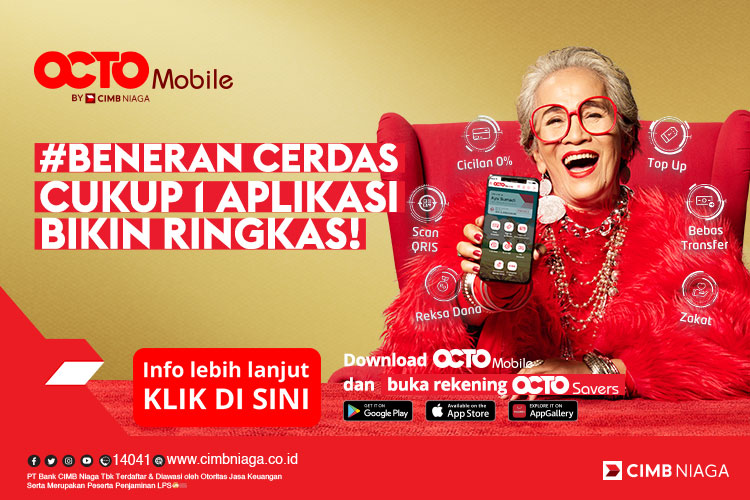 OCTO Mobile
BY CIMB NIAGA
#BENERAN CERDAS
CUKUP 1 APLIKASI
BIKIN RINGKAS!
Cicilan 0%
Top Up
Scan
QRIS
Bebas
Transfer
Reksa Dana
Zakat
OCTO Mobile
Info lebih lanjut
KLIK DI SINI
Download OCTO Mobile
dan buka rekening OCTO Savers
GET IT ON
Google Play
Available on the
App Store
EXPLORE IT ON
AppGallery
14041 www.cimbniaga.co.id
PT Bank CIMB Niaga Tbk Terdaftar & Diawasi oleh Otoritas Jasa Keuangan
Serta Merupakan Peserta Penjaminan LPS
CIMB NIAGA